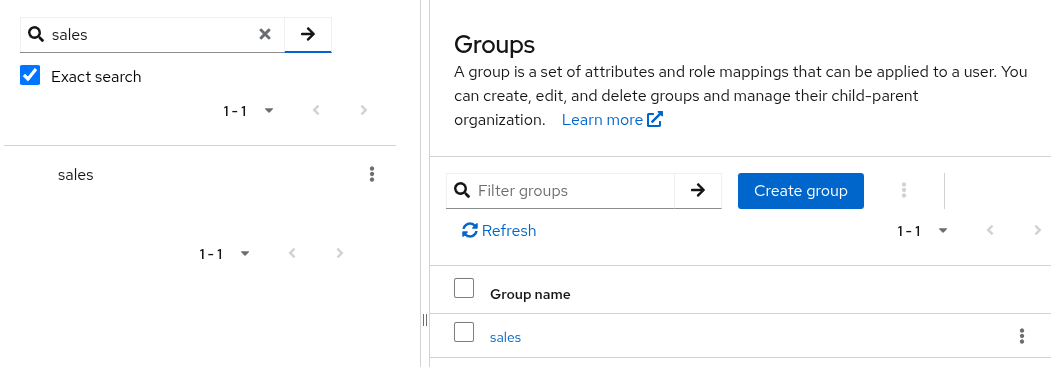 sales
Exact search
1 - 1
sales
1 - 1
Groups
A group is a set of attributes and role mappings that can be applied to a user. You
can create, edit, and delete groups and manage their child-parent
organization. Learn more
Filter groups
Create group
Refresh
1 - 1
Group name
sales